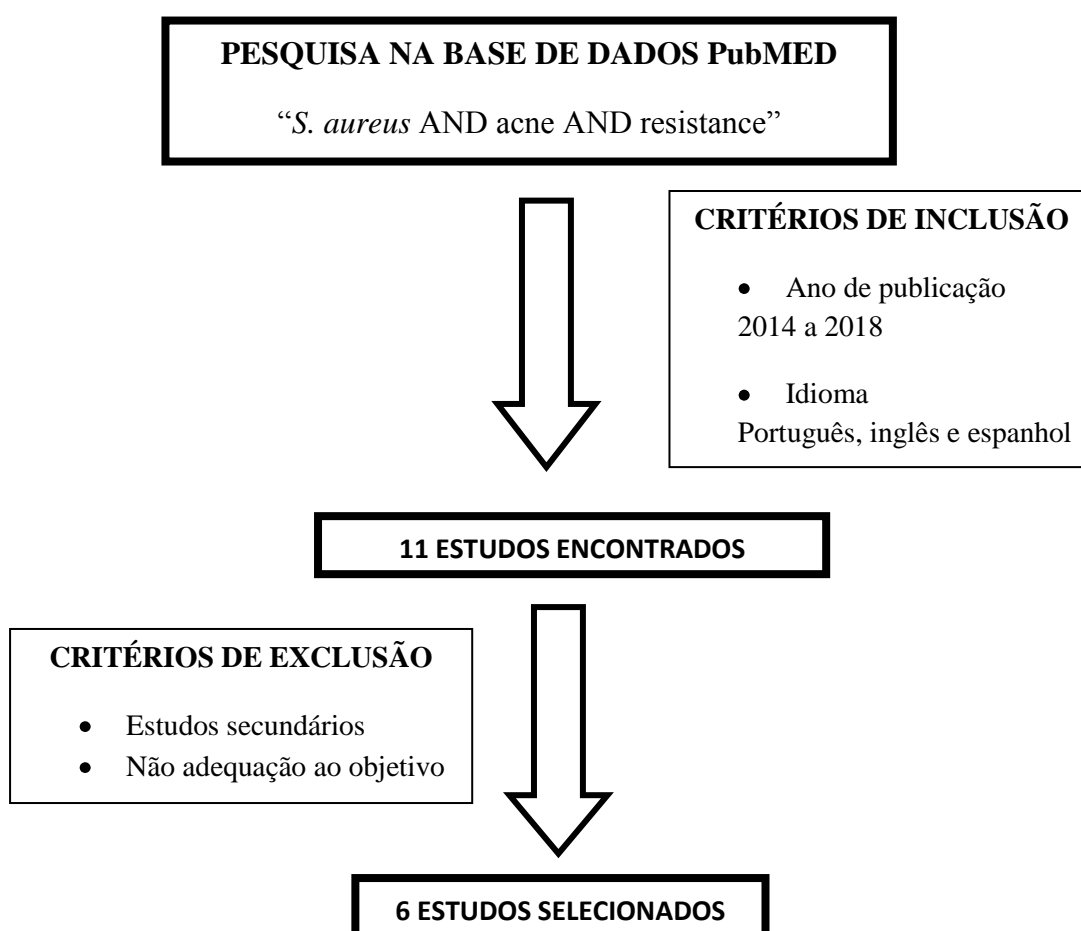 PESQUISA NA BASE DE DADOS PubMED
“S. aureus AND acne AND resistance”
CRITÉRIOS DE INCLUSÃO
• Ano de publicação
2014 a 2018
• Idioma
Português, inglês e espanhol
11 ESTUDOS ENCONTRADOS
CRITÉRIOS DE EXCLUSÃO
• Estudos secundários
• Não adequação ao objetivo
6 ESTUDOS SELECIONADOS